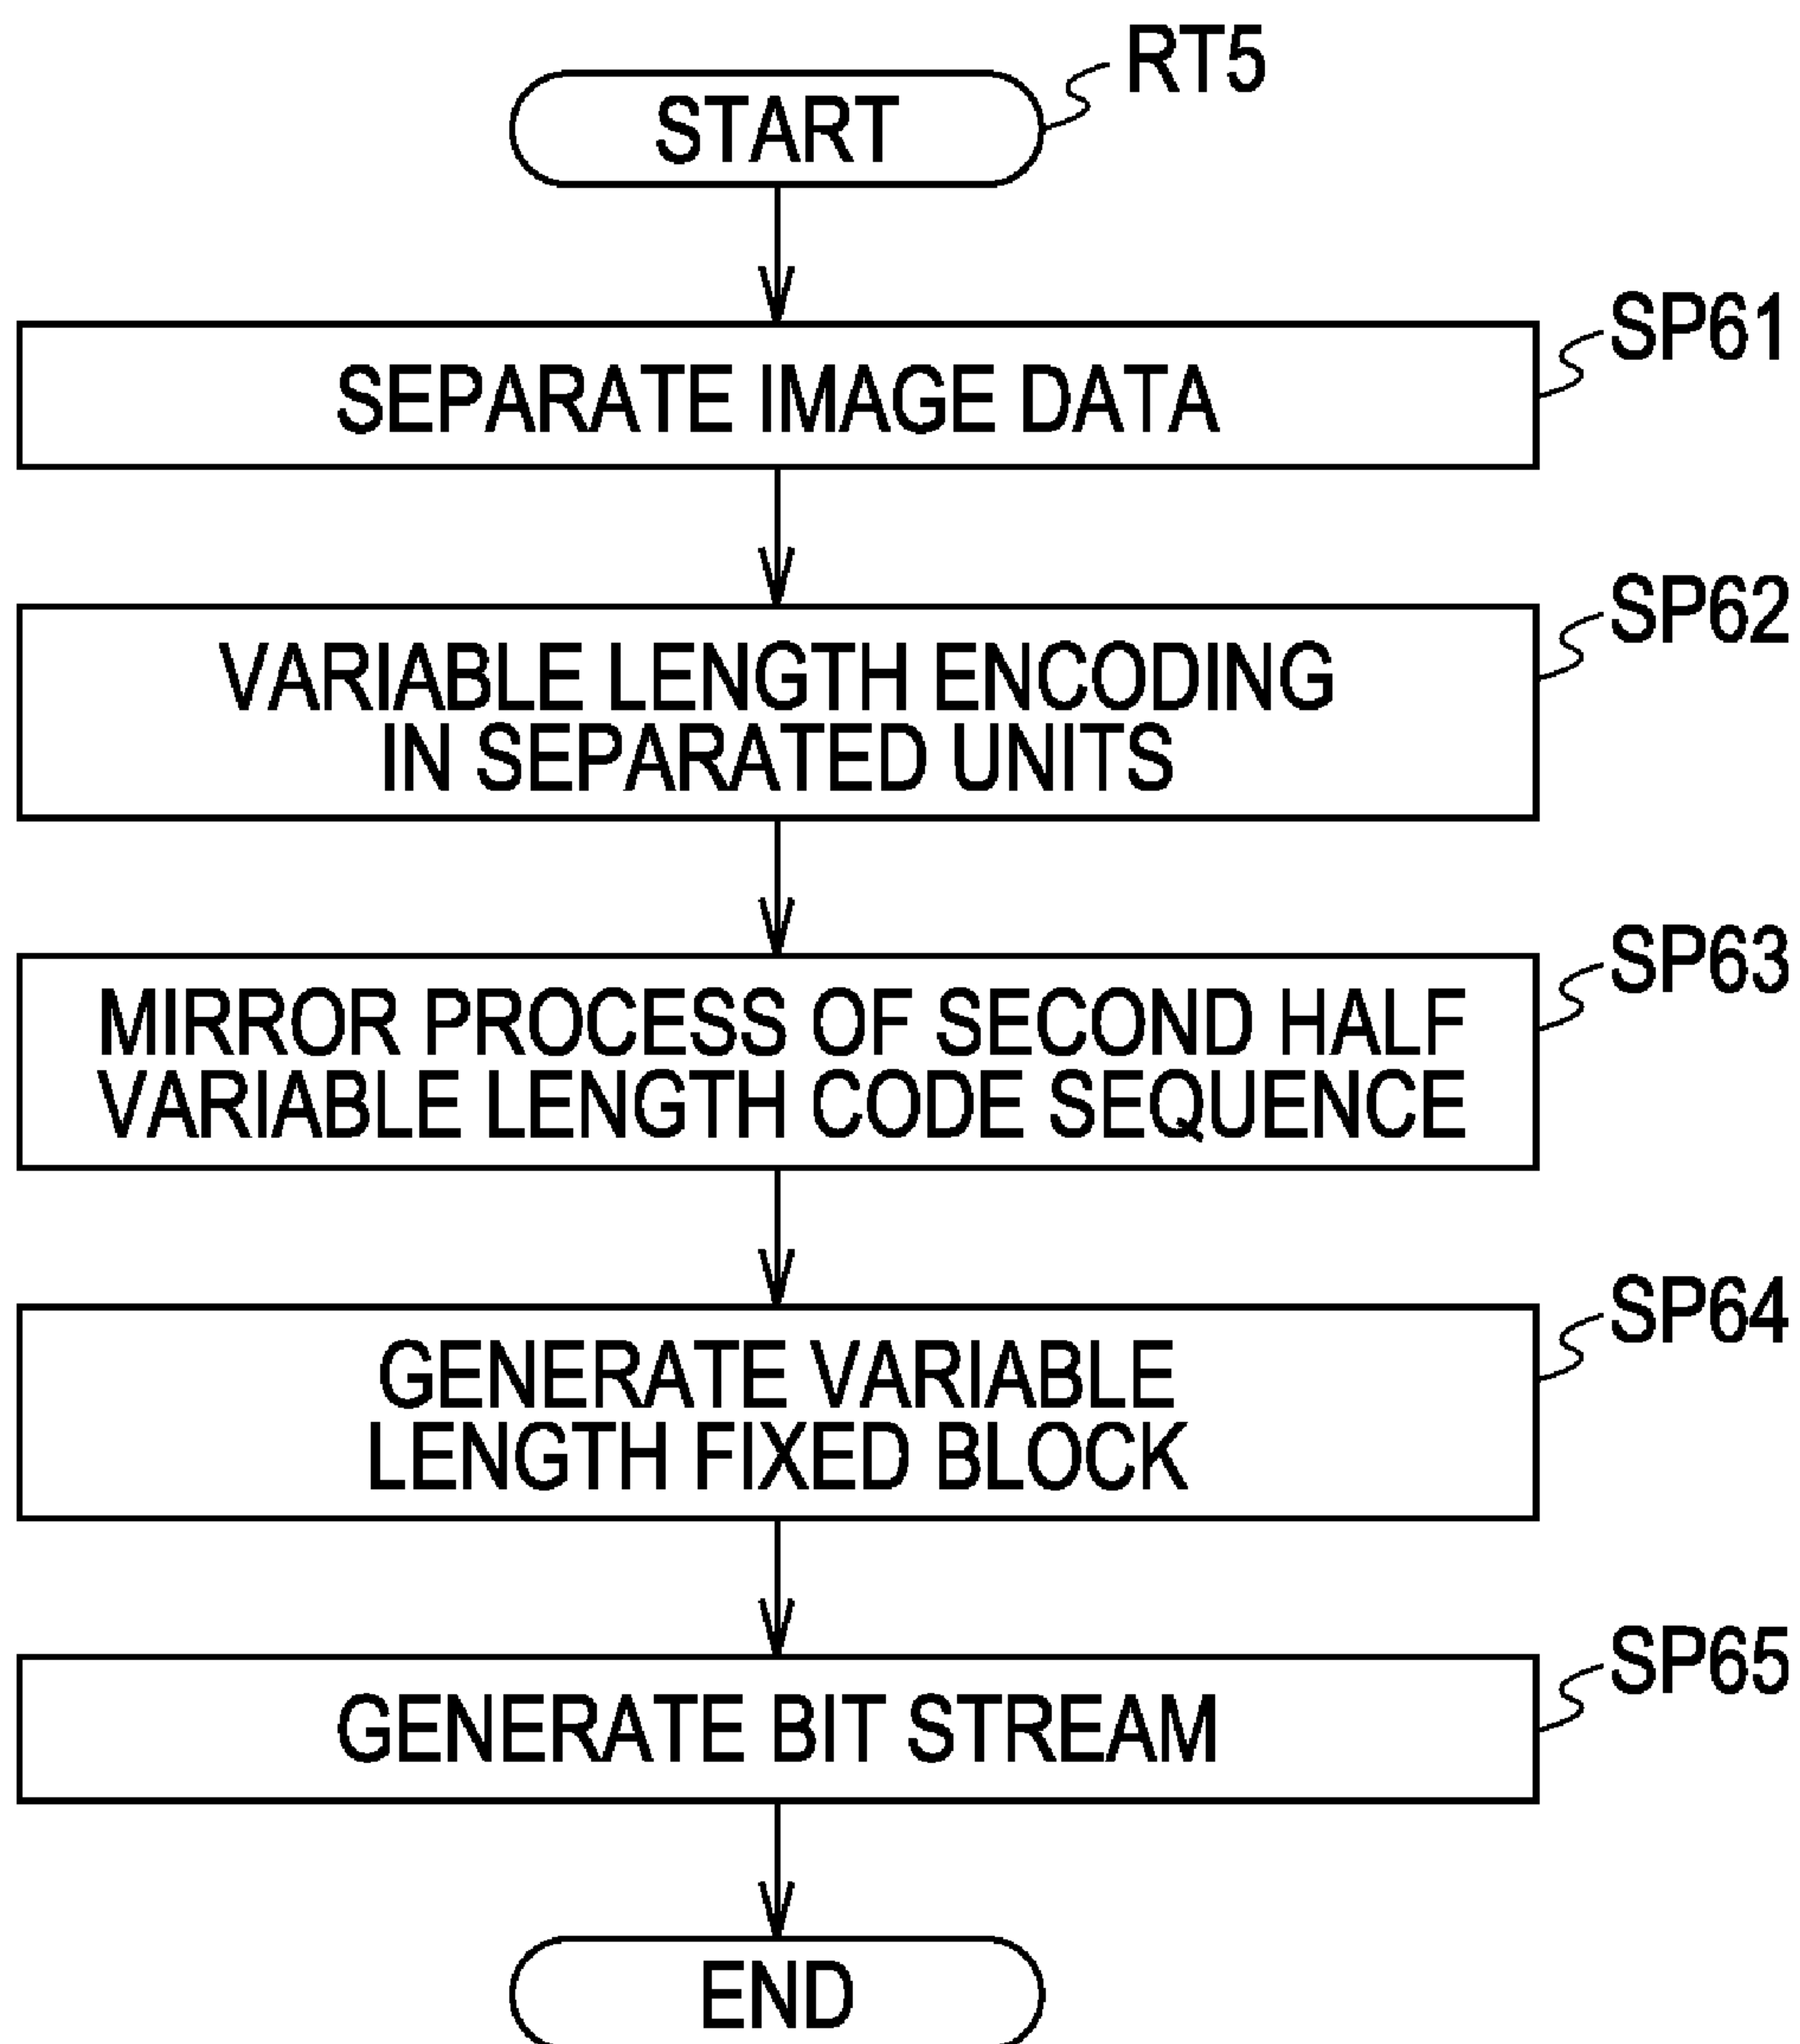 RT5
START
SP61
SEPARATE IMAGE DATA
SP62
VARIABLE LENGTH ENCODING
IN SEPARATED UNITS
SP63
MIRROR PROCESS OF SECOND HALF
VARIABLE LENGTH CODE SEQUENCE
SP64
GENERATE VARIABLE
LENGTH FIXED BLOCK
SP65
GENERATE BIT STREAM
END